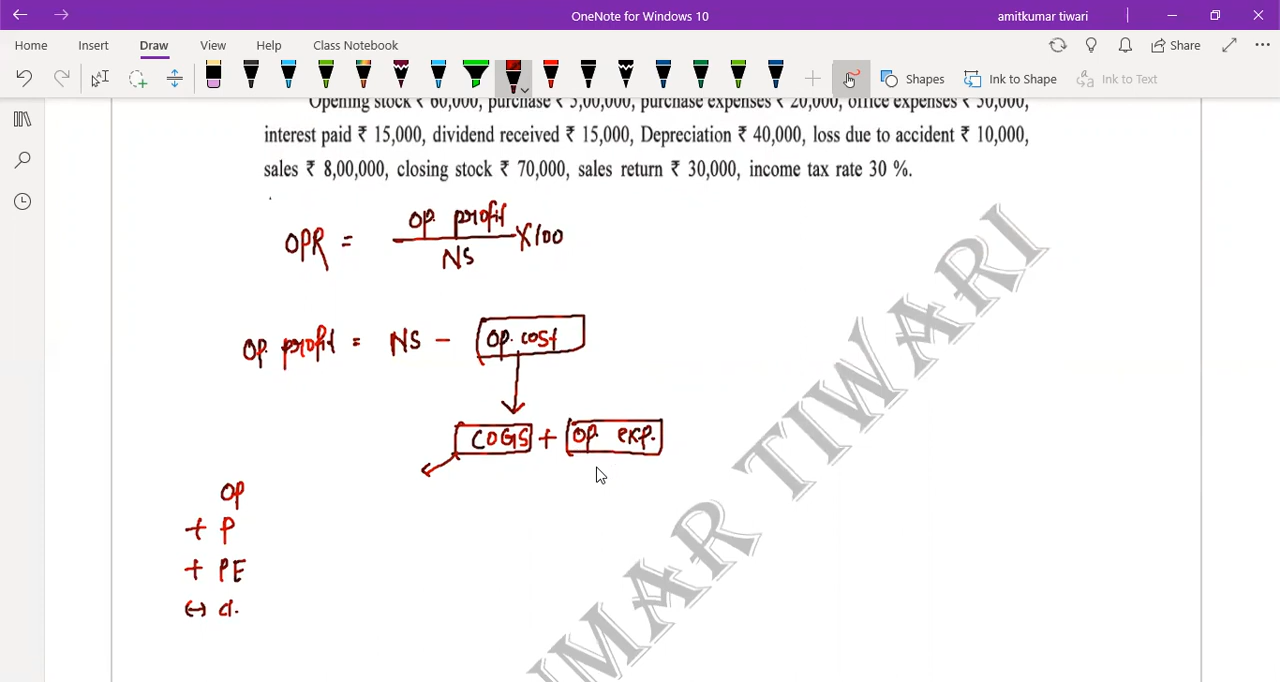 OneNote for Windows 10
amitkumar tiwari
Home Insert Draw View Help Class Notebook Share
Shapes Ink to Shape Ink to Text
Opening stock ₹ 60,000, purchase ₹ 5,00,000, purchase expenses ₹ 20,000, office expenses ₹ 50,000,
interest paid ₹ 15,000, dividend received ₹ 15,000, Depreciation ₹ 40,000, loss due to accident ₹ 10,000,
sales ₹ 8,00,000, closing stock ₹ 70,000, sales return ₹ 30,000, income tax rate 30 %.
OPR = op. profit / NS X 100
op. profit = NS - op. cost
COGS + op. exp.
OP
+ P
+ PE
(-) cl.
MAR TIWARI